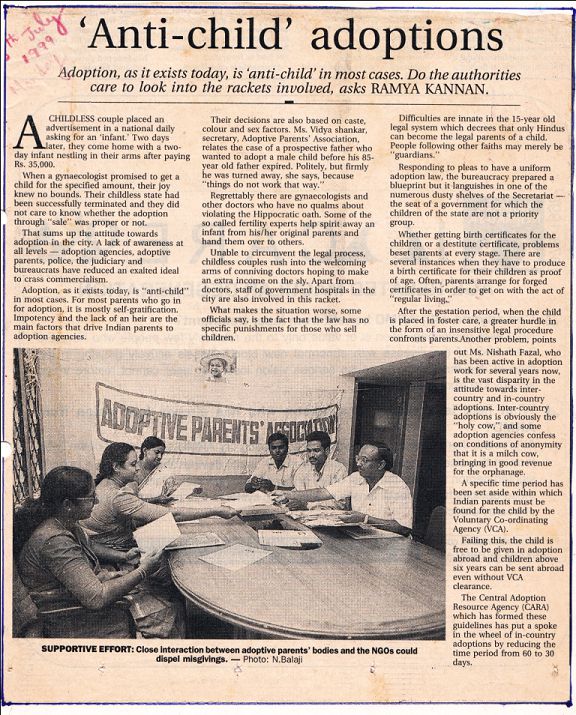 5th July
1999
'Anti-child' adoptions
Adoption, as it exists today, is 'anti-child' in most cases. Do the authorities
care to look into the rackets involved, asks RAMYA KANNAN.
A CHILDLESS couple placed an
advertisement in a national daily
asking for an 'infant.' Two days
later, they come home with a two-
day infant nestling in their arms after paying
Rs. 35,000.
When a gynaecologist promised to get a
child for the specified amount, their joy
knew no bounds. Their childless state had
been successfully terminated and they did
not care to know whether the adoption
through "sale" was proper or not.
That sums up the attitude towards
adoption in the city. A lack of awareness at
all levels — adoption agencies, adoptive
parents, police, the judiciary and
bureaucrats have reduced an exalted ideal
to crass commercialism.
Adoption, as it exists today, is "anti-child"
in most cases. For most parents who go in
for adoption, it is mostly self-gratification.
Impotency and the lack of an heir are the
main factors that drive Indian parents to
adoption agencies.
Their decisions are also based on caste,
colour and sex factors. Ms. Vidya shankar,
secretary, Adoptive Parents' Association,
relates the case of a prospective father who
wanted to adopt a male child before his 85-
year old father expired. Politely, but firmly
he was turned away, she says, because
"things do not work that way."
Regrettably there are gynaecologists and
other doctors who have no qualms about
violating the Hippocratic oath. Some of the
so called fertility experts help spirit away an
infant from his/her original parents and
hand them over to others.
Unable to circumvent the legal process,
childless couples rush into the welcoming
arms of conniving doctors hoping to make
an extra income on the sly. Apart from
doctors, staff of government hospitals in the
city are also involved in this racket.
What makes the situation worse, some
officials say, is the fact that the law has no
specific punishments for those who sell
children.
Difficulties are innate in the 15-year old
legal system which decrees that only Hindus
can become the legal parents of a child.
People following other faiths may merely be
"guardians."
Responding to pleas to have a uniform
adoption law, the bureaucracy prepared a
blueprint but it languishes in one of the
numerous dusty shelves of the Secretariat —
the seat of a government for which the
children of the state are not a priority
group.
Whether getting birth certificates for the
children or a destitute certificate, problems
beset parents at every stage. There are
several instances when they have to produce
a birth certificate for their children as proof
of age. Often, parents arrange for forged
certificates in order to get on with the act of
"regular living,"
After the gestation period, when the child
is placed in foster care, a greater hurdle in
the form of an insensitive legal procedure
confronts parents.Another problem, points
out Ms. Nishath Fazal, who
has been active in adoption
work for several years now,
is the vast disparity in the
attitude towards inter-
country and in-country
adoptions. Inter-country
adoptions is obviously the
"holy cow," and some
adoption agencies confess
on conditions of anonymity
that it is a milch cow,
bringing in good revenue
for the orphanage.
A specific time period has
been set aside within which
Indian parents must be
found for the child by the
Voluntary Co-ordinating
Agency (VCA).
Failing this, the child is
free to be given in adoption
abroad and children above
six years can be sent abroad
even without VCA
clearance.
The Central Adoption
Resource Agency (CARA)
which has formed these
guidelines has put a spoke
in the wheel of in-country
adoptions by reducing the
time period from 60 to 30
days.
ADOPTIVE PARENTS' ASSOCIATION
SUPPORTIVE EFFORT: Close interaction between adoptive parents' bodies and the NGOs could
dispel misgivings. — Photo: N.Balaji